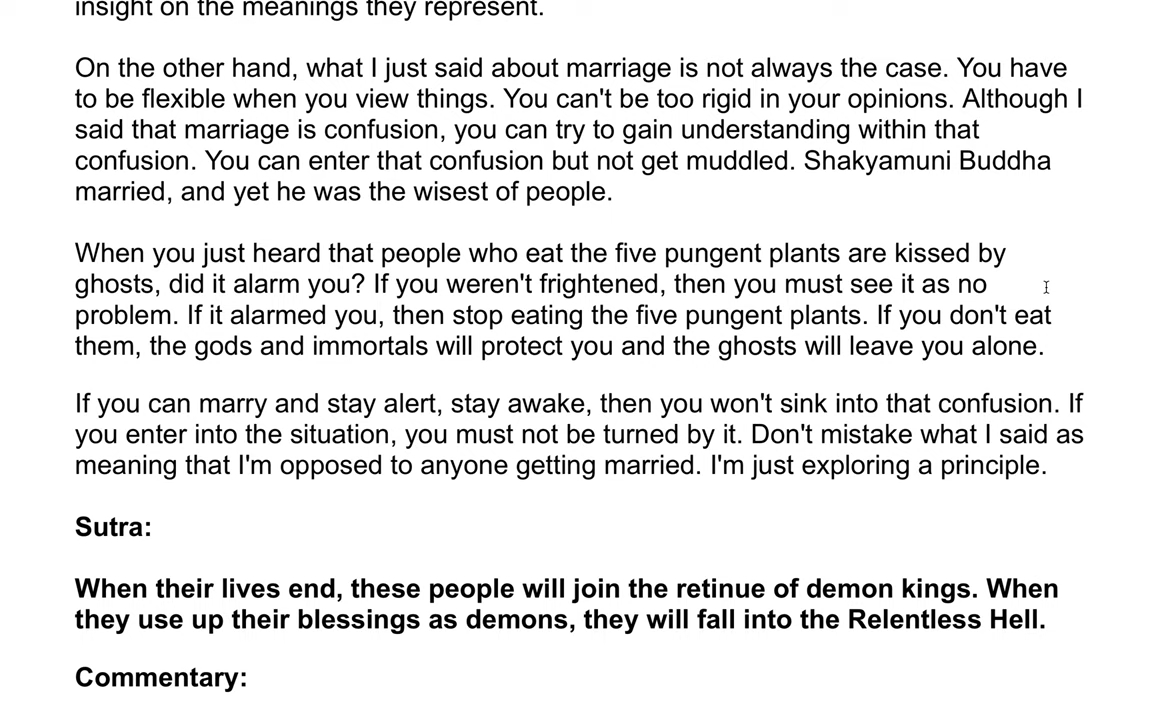 insight on the meanings they represent.
On the other hand, what I just said about marriage is not always the case. You have
to be flexible when you view things. You can't be too rigid in your opinions. Although I
said that marriage is confusion, you can try to gain understanding within that
confusion. You can enter that confusion but not get muddled. Shakyamuni Buddha
married, and yet he was the wisest of people.
When you just heard that people who eat the five pungent plants are kissed by
ghosts, did it alarm you? If you weren't frightened, then you must see it as no
problem. If it alarmed you, then stop eating the five pungent plants. If you don't eat
them, the gods and immortals will protect you and the ghosts will leave you alone.
If you can marry and stay alert, stay awake, then you won't sink into that confusion. If
you enter into the situation, you must not be turned by it. Don't mistake what I said as
meaning that I'm opposed to anyone getting married. I'm just exploring a principle.
Sutra:
When their lives end, these people will join the retinue of demon kings. When
they use up their blessings as demons, they will fall into the Relentless Hell.
Commentary: